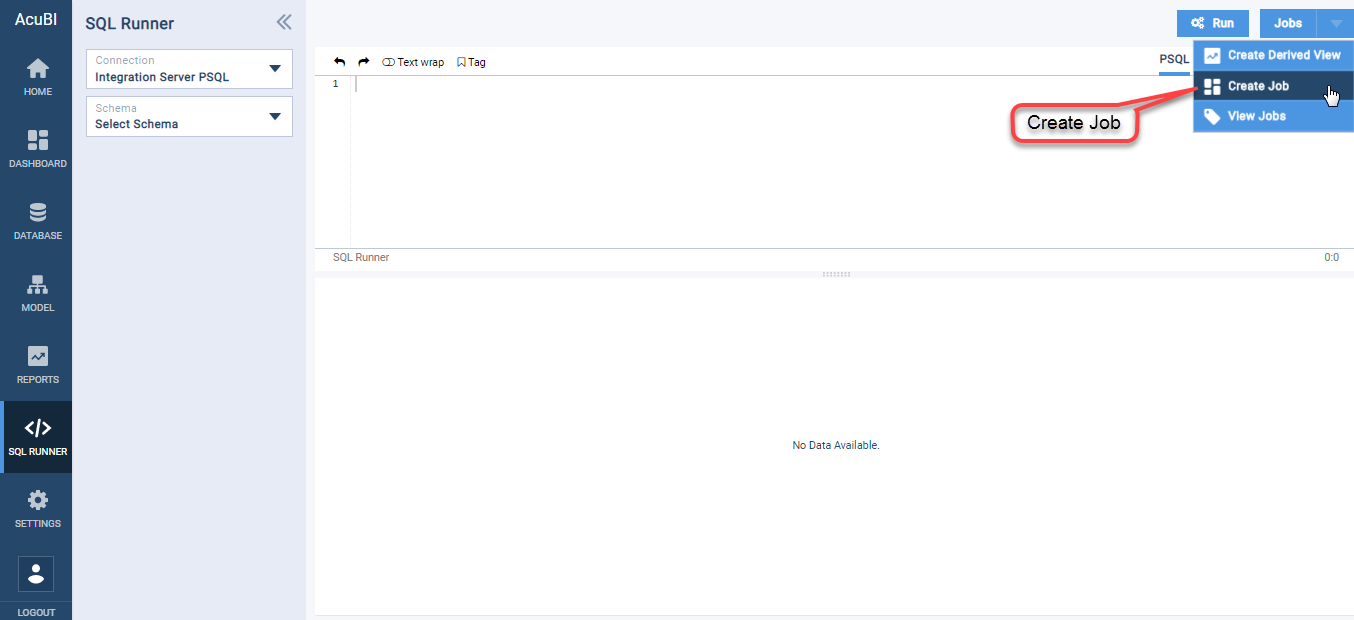 AcuBI
HOME
DASHBOARD
DATABASE
MODEL
REPORTS
SQL RUNNER
SETTINGS
LOGOUT
SQL Runner
Connection
Integration Server PSQL
Schema
Select Schema
Run
Jobs
Text wrap
Tag
PSQL
Create Derived View
Create Job
View Jobs
Create Job
1
SQL Runner
0:0
No Data Available.